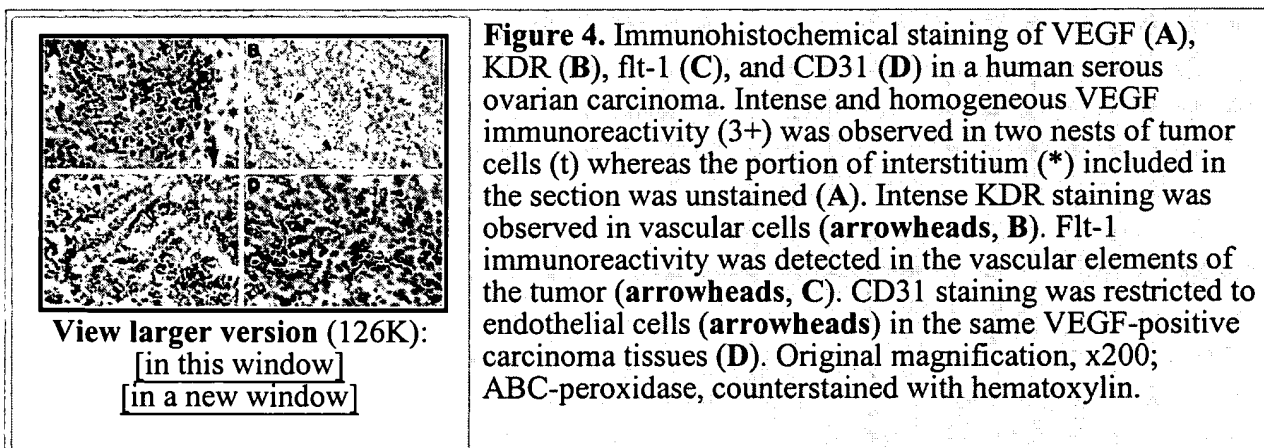 A
B
C
D
View larger version (126K):
[in this window]
[in a new window]
Figure 4. Immunohistochemical staining of VEGF (A),
KDR (B), flt-1 (C), and CD31 (D) in a human serous
ovarian carcinoma. Intense and homogeneous VEGF
immunoreactivity (3+) was observed in two nests of tumor
cells (t) whereas the portion of interstitium (*) included in
the section was unstained (A). Intense KDR staining was
observed in vascular cells (arrowheads, B). Flt-1
immunoreactivity was detected in the vascular elements of
the tumor (arrowheads, C). CD31 staining was restricted to
endothelial cells (arrowheads) in the same VEGF-positive
carcinoma tissues (D). Original magnification, x200;
ABC-peroxidase, counterstained with hematoxylin.